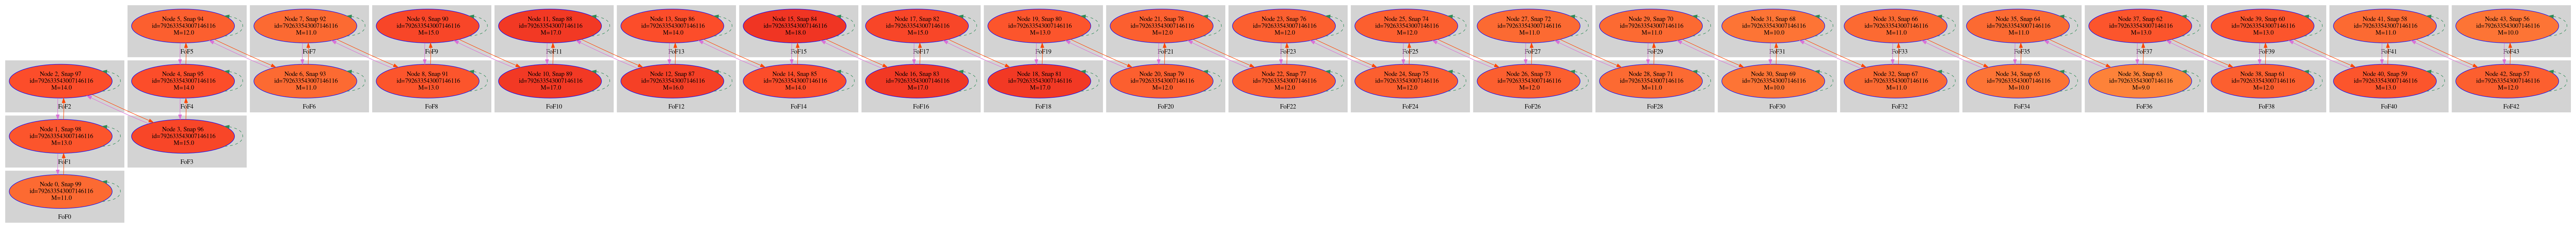 Node 5, Snap 94
id=792633543007146116
M=12.0
FoF5
Node 7, Snap 92
id=792633543007146116
M=11.0
FoF7
Node 9, Snap 90
id=792633543007146116
M=15.0
FoF9
Node 11, Snap 88
id=792633543007146116
M=17.0
FoF11
Node 13, Snap 86
id=792633543007146116
M=14.0
FoF13
Node 15, Snap 84
id=792633543007146116
M=18.0
FoF15
Node 17, Snap 82
id=792633543007146116
M=15.0
FoF17
Node 19, Snap 80
id=792633543007146116
M=13.0
FoF19
Node 21, Snap 78
id=792633543007146116
M=12.0
FoF21
Node 23, Snap 76
id=792633543007146116
M=12.0
FoF23
Node 25, Snap 74
id=792633543007146116
M=12.0
FoF25
Node 27, Snap 72
id=792633543007146116
M=11.0
FoF27
Node 29, Snap 70
id=792633543007146116
M=11.0
FoF29
Node 31, Snap 68
id=792633543007146116
M=10.0
FoF31
Node 33, Snap 66
id=792633543007146116
M=11.0
FoF33
Node 35, Snap 64
id=792633543007146116
M=11.0
FoF35
Node 37, Snap 62
id=792633543007146116
M=13.0
FoF37
Node 39, Snap 60
id=792633543007146116
M=13.0
FoF39
Node 41, Snap 58
id=792633543007146116
M=11.0
FoF41
Node 43, Snap 56
id=792633543007146116
M=10.0
FoF43
Node 2, Snap 97
id=792633543007146116
M=14.0
FoF2
Node 4, Snap 95
id=792633543007146116
M=14.0
FoF4
Node 6, Snap 93
id=792633543007146116
M=11.0
FoF6
Node 8, Snap 91
id=792633543007146116
M=13.0
FoF8
Node 10, Snap 89
id=792633543007146116
M=17.0
FoF10
Node 12, Snap 87
id=792633543007146116
M=16.0
FoF12
Node 14, Snap 85
id=792633543007146116
M=14.0
FoF14
Node 16, Snap 83
id=792633543007146116
M=17.0
FoF16
Node 18, Snap 81
id=792633543007146116
M=17.0
FoF18
Node 20, Snap 79
id=792633543007146116
M=12.0
FoF20
Node 22, Snap 77
id=792633543007146116
M=12.0
FoF22
Node 24, Snap 75
id=792633543007146116
M=12.0
FoF24
Node 26, Snap 73
id=792633543007146116
M=12.0
FoF26
Node 28, Snap 71
id=792633543007146116
M=11.0
FoF28
Node 30, Snap 69
id=792633543007146116
M=10.0
FoF30
Node 32, Snap 67
id=792633543007146116
M=11.0
FoF32
Node 34, Snap 65
id=792633543007146116
M=10.0
FoF34
Node 36, Snap 63
id=792633543007146116
M=9.0
FoF36
Node 38, Snap 61
id=792633543007146116
M=12.0
FoF38
Node 40, Snap 59
id=792633543007146116
M=13.0
FoF40
Node 42, Snap 57
id=792633543007146116
M=12.0
FoF42
Node 1, Snap 98
id=792633543007146116
M=13.0
FoF1
Node 3, Snap 96
id=792633543007146116
M=15.0
FoF3
Node 0, Snap 99
id=792633543007146116
M=11.0
FoF0